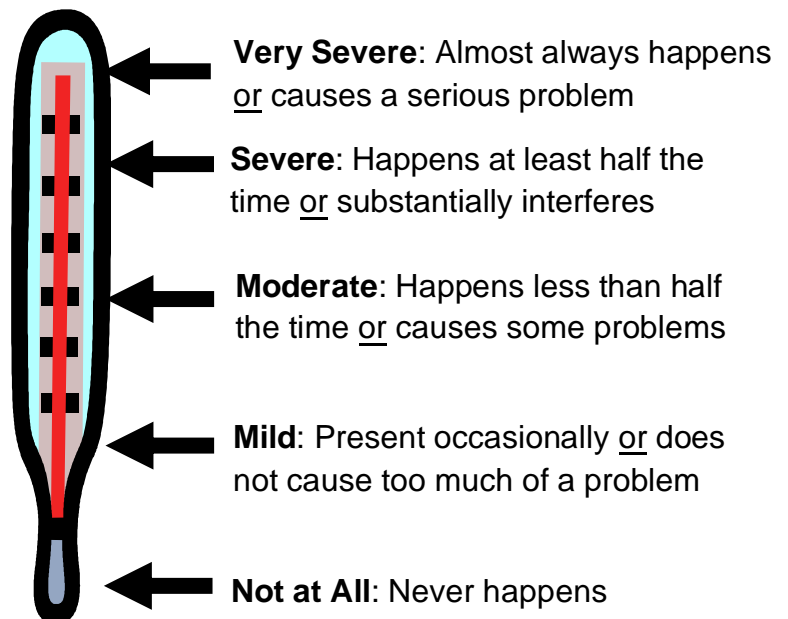 Very Severe: Almost always happens
or causes a serious problem
Severe: Happens at least half the
time or substantially interferes
Moderate: Happens less than half
the time or causes some problems
Mild: Present occasionally or does
not cause too much of a problem
Not at All: Never happens